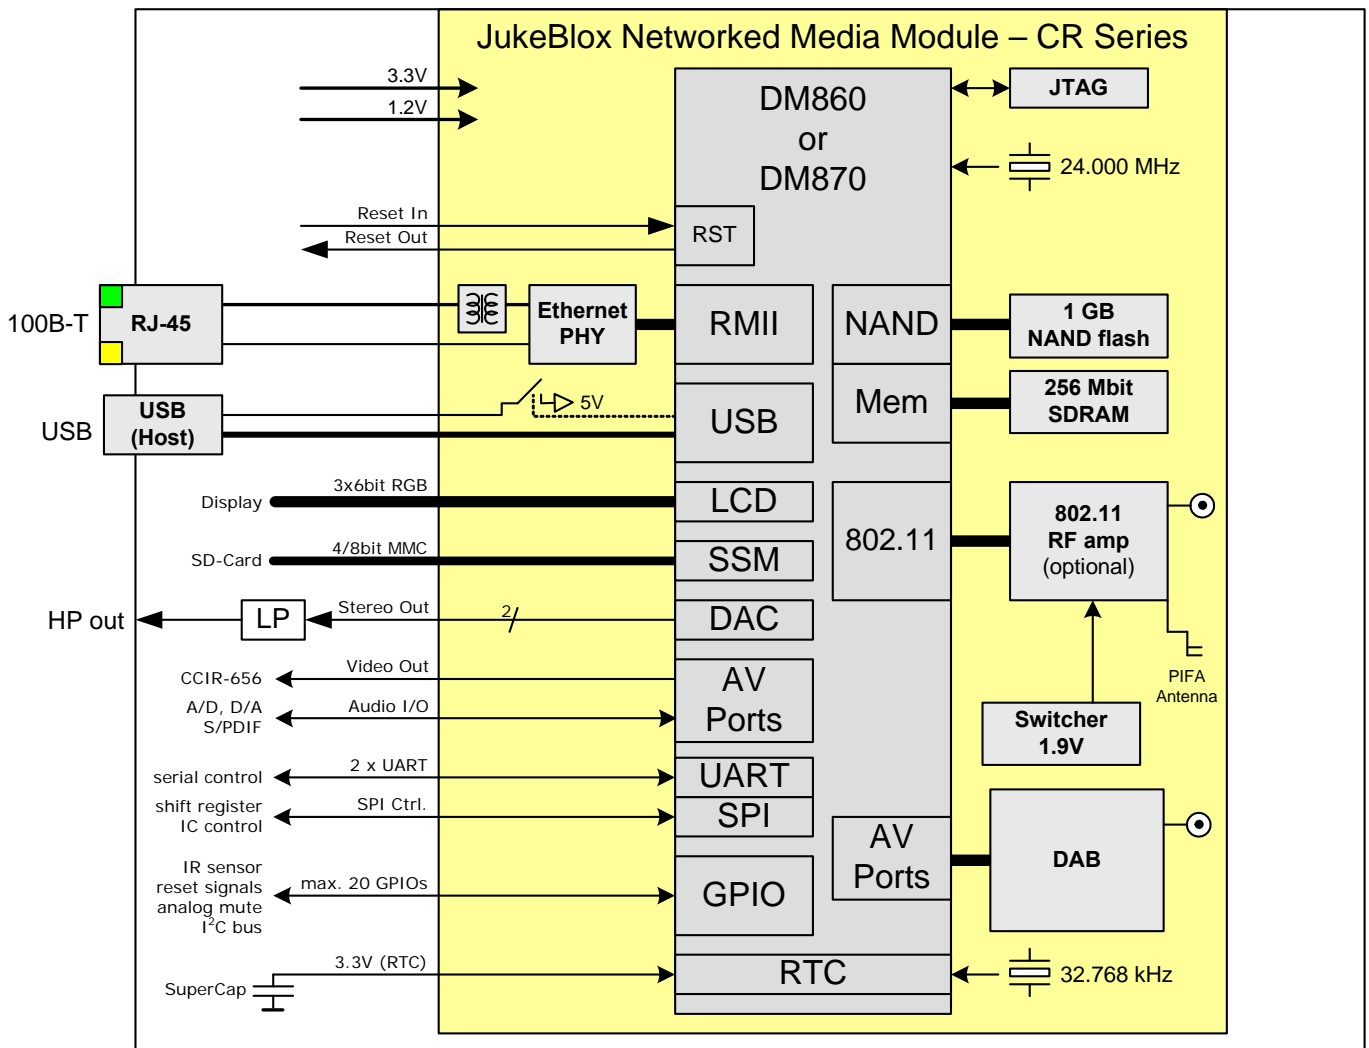 JukeBlox Networked Media Module – CR Series
3.3V
1.2V
DM860
or
DM870
JTAG
24.000 MHz
Reset In
Reset Out
RST
100B-T
RJ-45
Ethernet
PHY
RMII
NAND
1 GB
NAND flash
USB
USB
(Host)
5V
USB
Mem
256 Mbit
SDRAM
Display
3x6bit RGB
LCD
802.11
802.11
RF amp
(optional)
SD-Card
4/8bit MMC
SSM
HP out
LP
Stereo Out
2/
DAC
CCIR-656
Video Out
A/D, D/A
S/PDIF
Audio I/O
AV
Ports
PIFA
Antenna
Switcher
1.9V
serial control
2 x UART
UART
shift register
IC control
SPI Ctrl.
SPI
AV
Ports
DAB
IR sensor
reset signals
analog mute
I²C bus
max. 20 GPIOs
GPIO
SuperCap
3.3V (RTC)
RTC
32.768 kHz